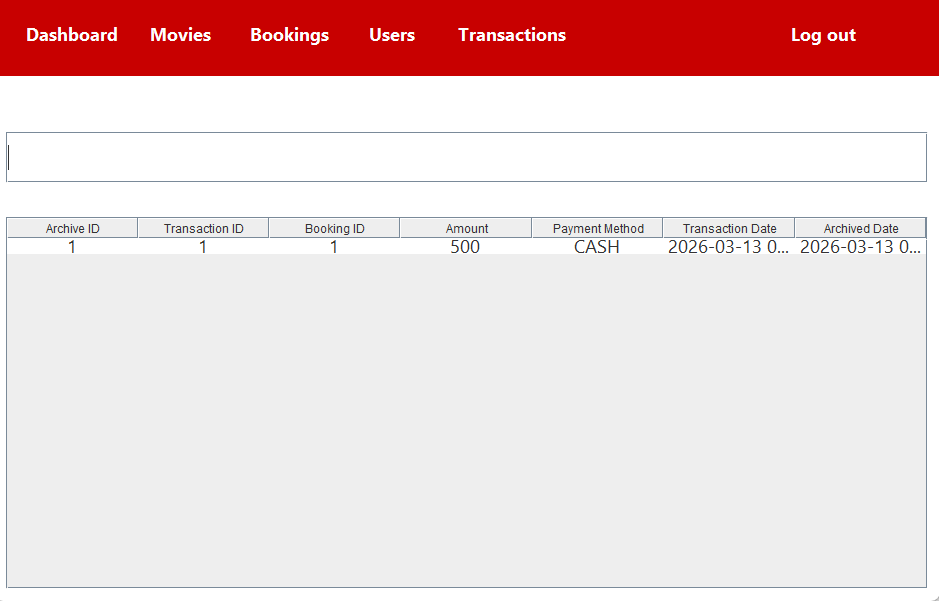 Dashboard Movies Bookings Users Transactions Log out
Archive ID Transaction ID Booking ID Amount Payment Method Transaction Date Archived Date
1 1 1 500 CASH 2026-03-13 0... 2026-03-13 0...